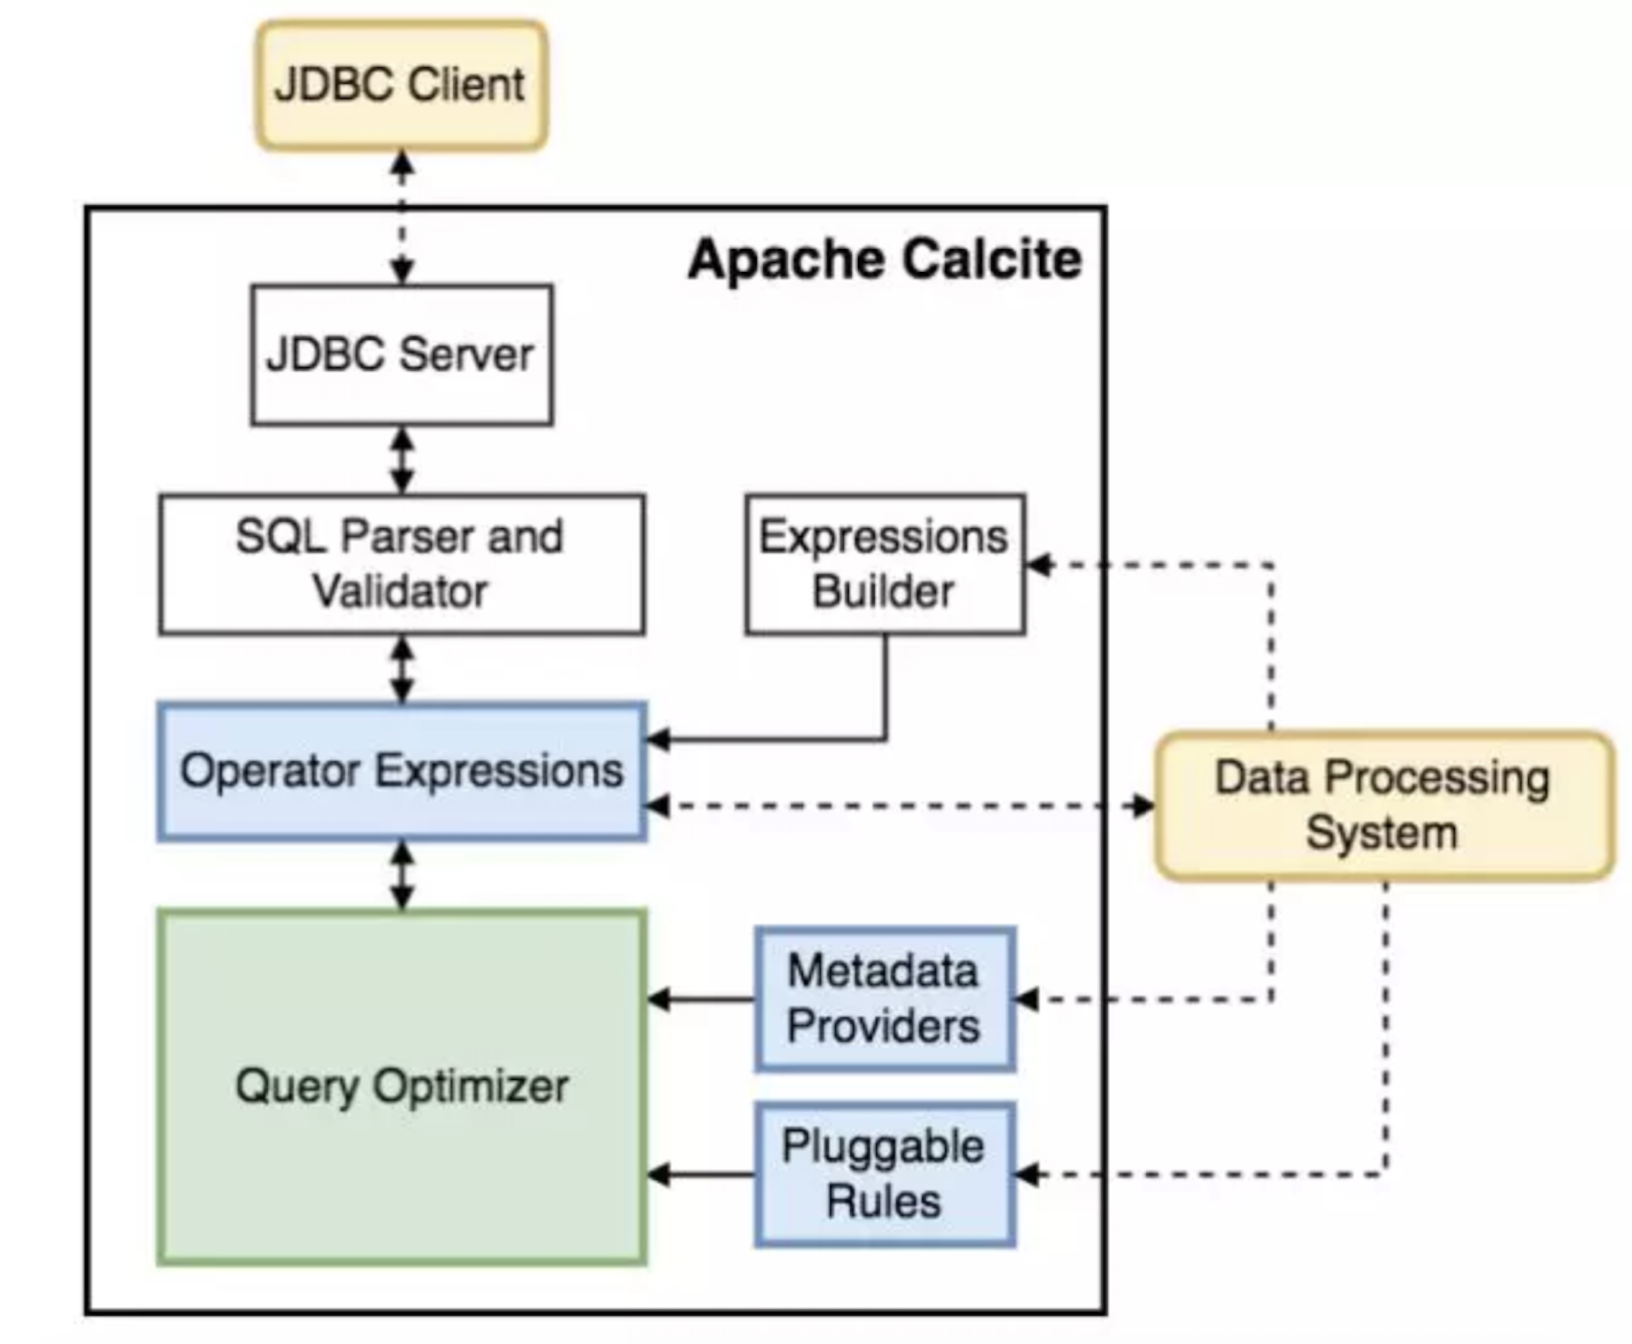 JDBC Client
Apache Calcite
JDBC Server
SQL Parser and
Validator
Expressions
Builder
Operator Expressions
Data Processing
System
Metadata
Providers
Query Optimizer
Pluggable
Rules